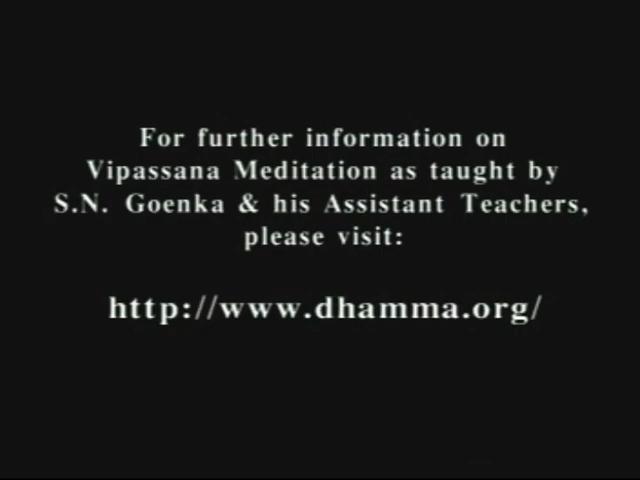 For further information on
Vipassana Meditation as taught by
S.N. Goenka & his Assistant Teachers,
please visit:
http://www.dhamma.org/